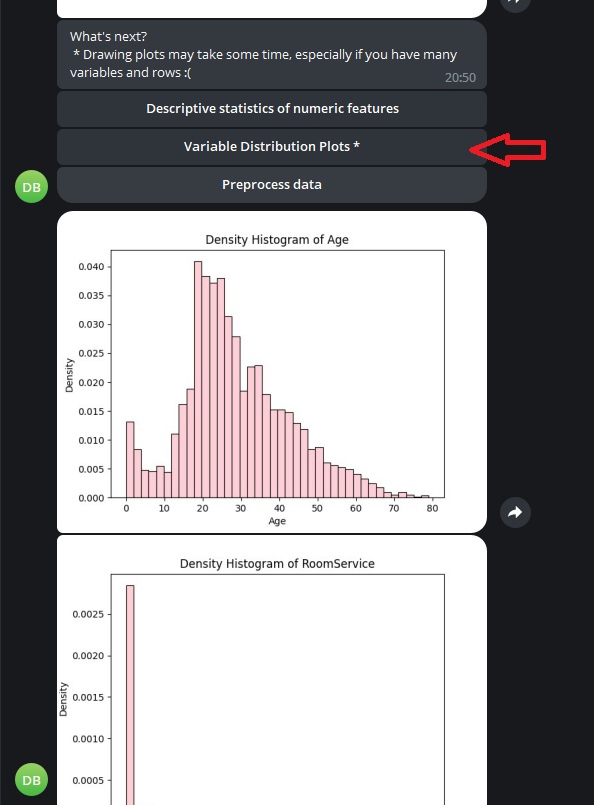 What's next?
* Drawing plots may take some time, especially if you have many
variables and rows :(
20:50
Descriptive statistics of numeric features
Variable Distribution Plots *
Preprocess data
DB
Density Histogram of Age
0.040
0.035
0.030
0.025
0.020
0.015
0.010
0.005
0.000
Density
0 10 20 30 40 50 60 70 80
Age
Density Histogram of RoomService
0.0025
0.0020
0.0015
0.0010
0.0005
Density
DB